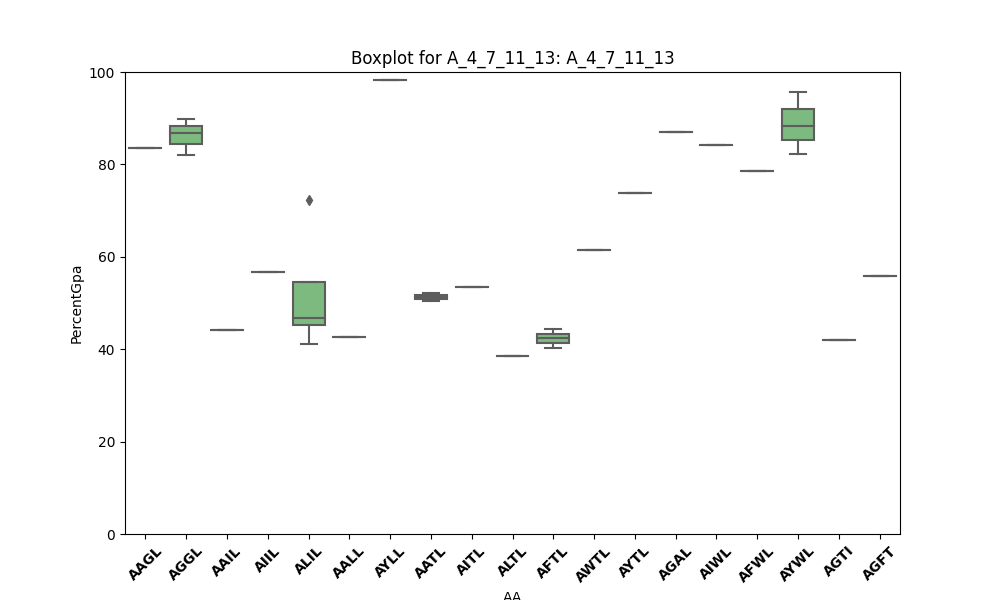 Boxplot for A_4_7_11_13: A_4_7_11_13
100
80
60
40
20
0
PercentGpa
AAGL AGGL AAIL AIIL ALIL AALL AYLL AATL AITL ALTL AFTL AWTL AYTL AGAL AIWL AFWL AYWL AGTI AGFT
AA